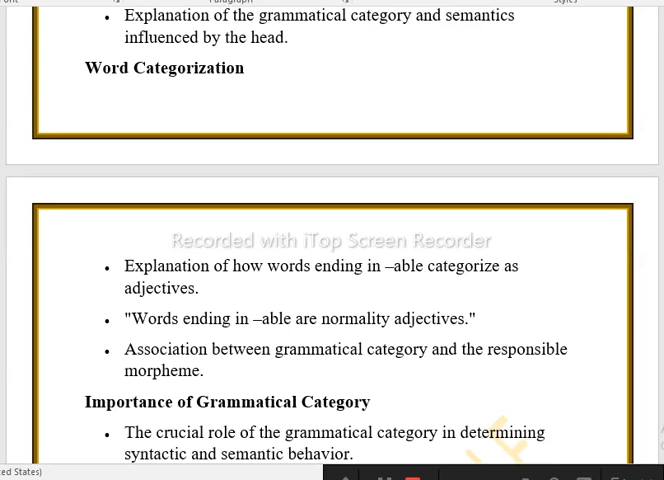 Paragraph
Styles
• Explanation of the grammatical category and semantics
influenced by the head.
Word Categorization
Recorded with iTop Screen Recorder
• Explanation of how words ending in –able categorize as
adjectives.
• "Words ending in –able are normality adjectives."
• Association between grammatical category and the responsible
morpheme.
Importance of Grammatical Category
• The crucial role of the grammatical category in determining
syntactic and semantic behavior.
ed States)